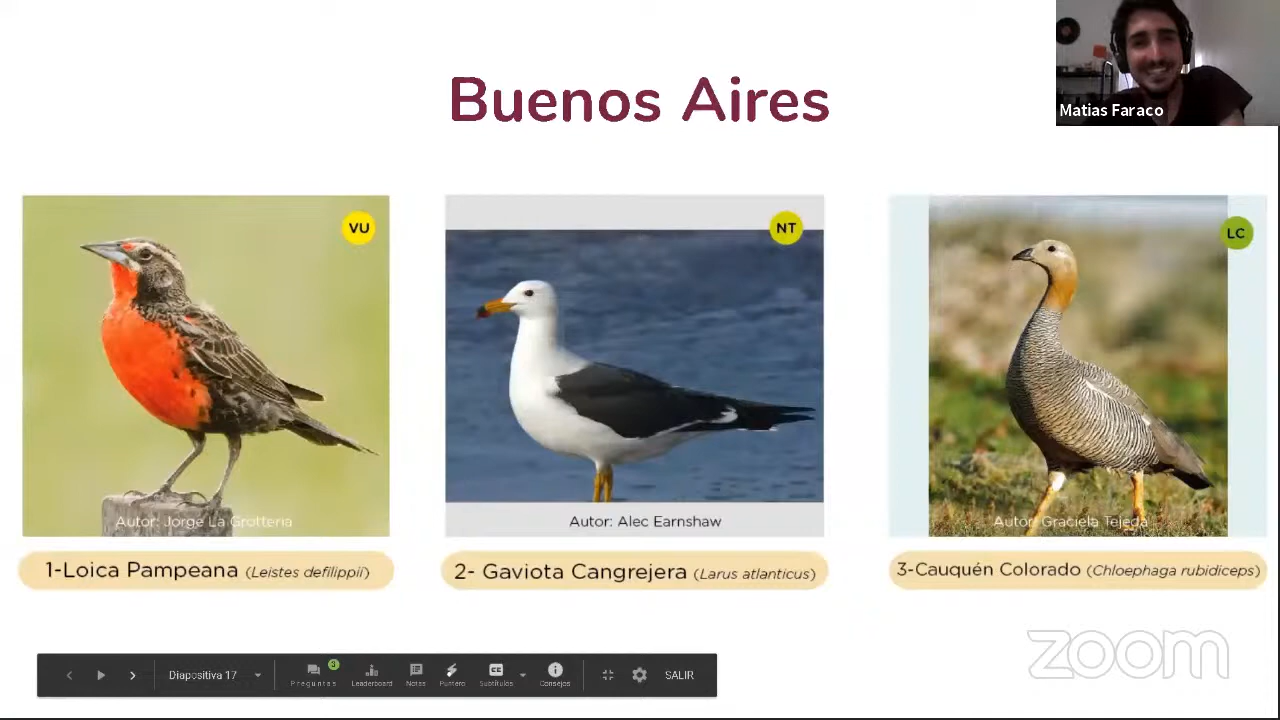 Buenos Aires
Matias Faraco
VU
NT
LC
Autor: Jorge La Grotteria
Autor: Alec Earnshaw
Autor: Graciela Tejeda
1-Loica Pampeana (Leistes defilippii)
2- Gaviota Cangrejera (Larus atlanticus)
3-Cauquén Colorado (Chloephaga rubidiceps)
zoom
Diapositiva 17
3
Preguntas
Leaderboard
Notas
Puntero
CC
Subtítulos
Consejos
SALIR